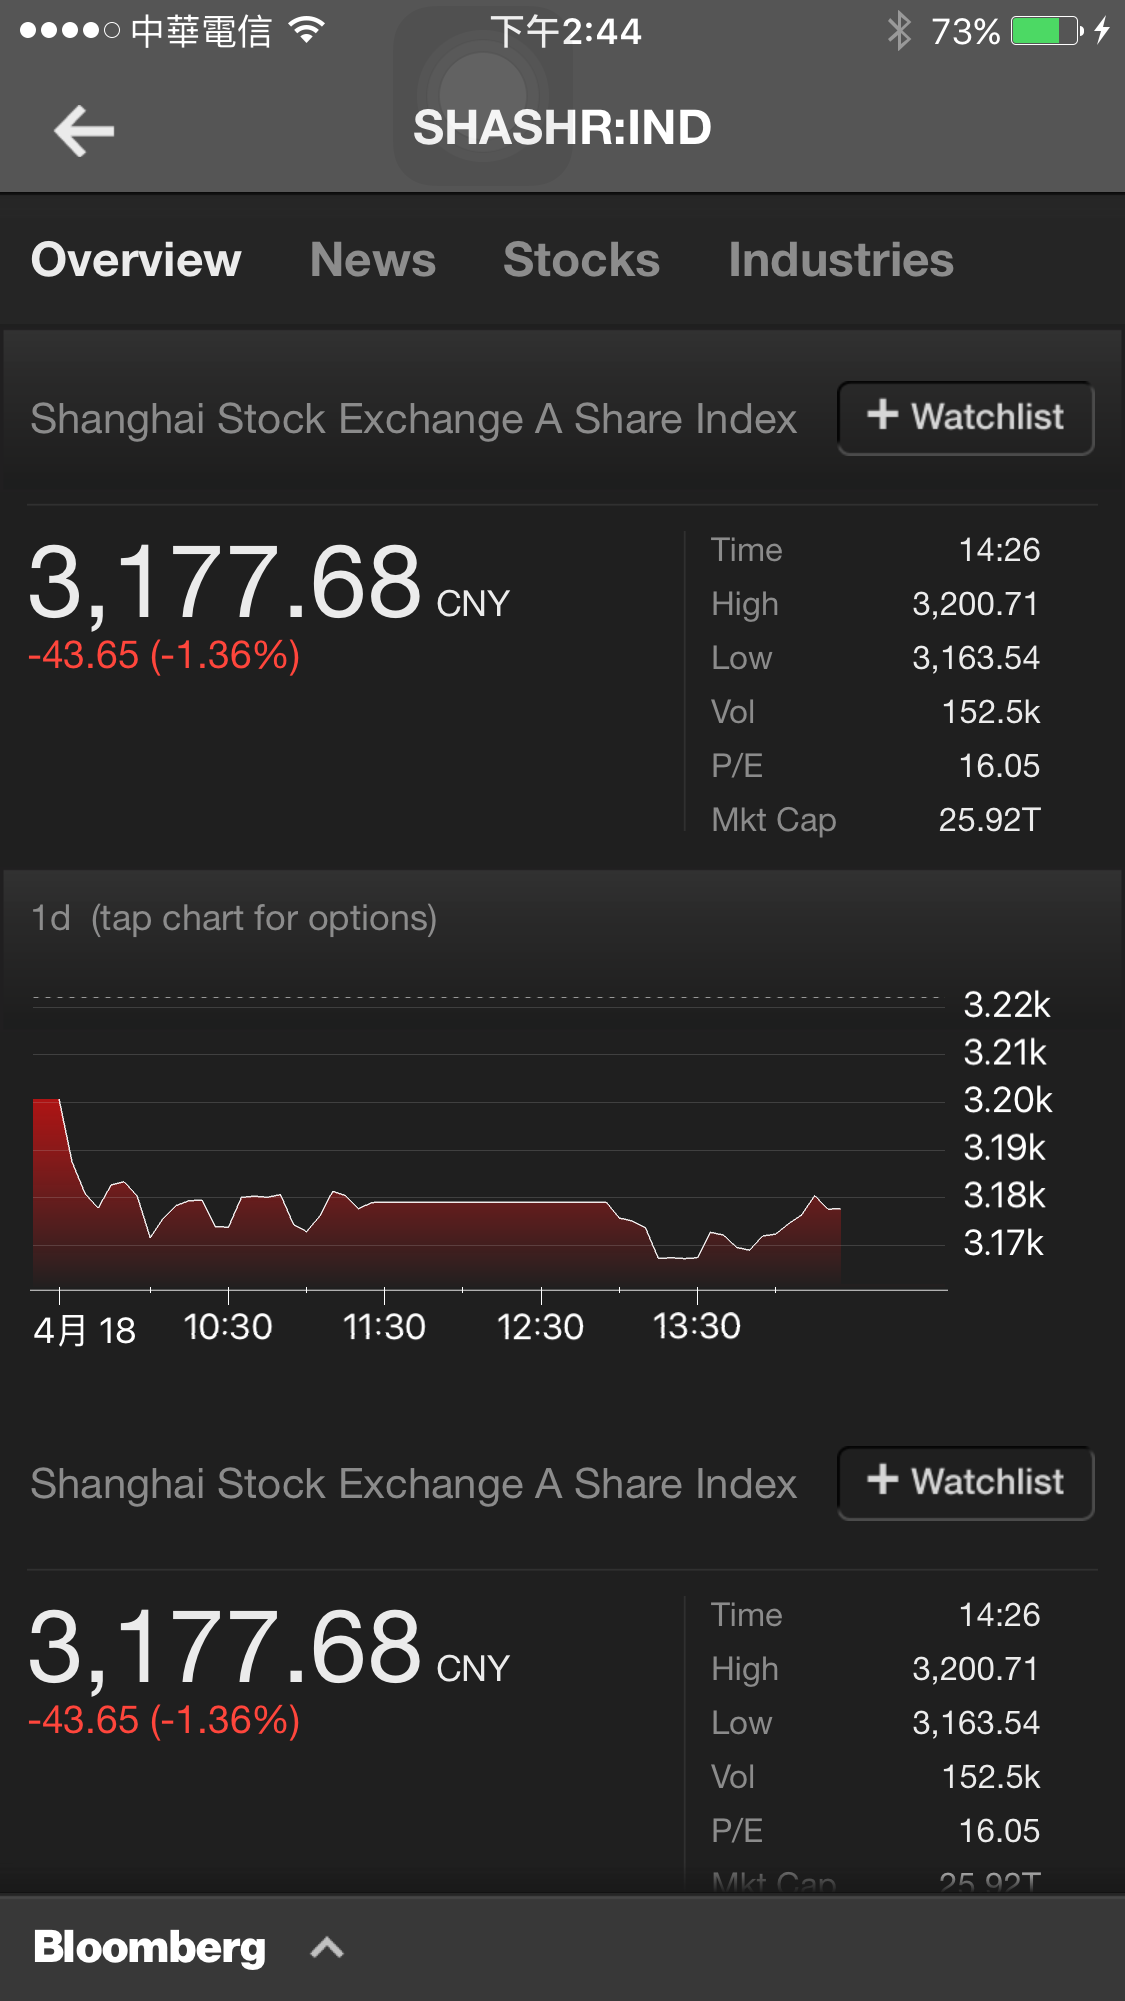 中華電信 下午2:44 73%
SHASHR:IND
Overview News Stocks Industries
Shanghai Stock Exchange A Share Index + Watchlist
3,177.68 CNY
-43.65 (-1.36%)
Time 14:26
High 3,200.71
Low 3,163.54
Vol 152.5k
P/E 16.05
Mkt Cap 25.92T
1d (tap chart for options)
3.22k
3.21k
3.20k
3.19k
3.18k
3.17k
4月 18 10:30 11:30 12:30 13:30
Shanghai Stock Exchange A Share Index + Watchlist
3,177.68 CNY
-43.65 (-1.36%)
Time 14:26
High 3,200.71
Low 3,163.54
Vol 152.5k
P/E 16.05
Mkt Cap 25.92T
Bloomberg